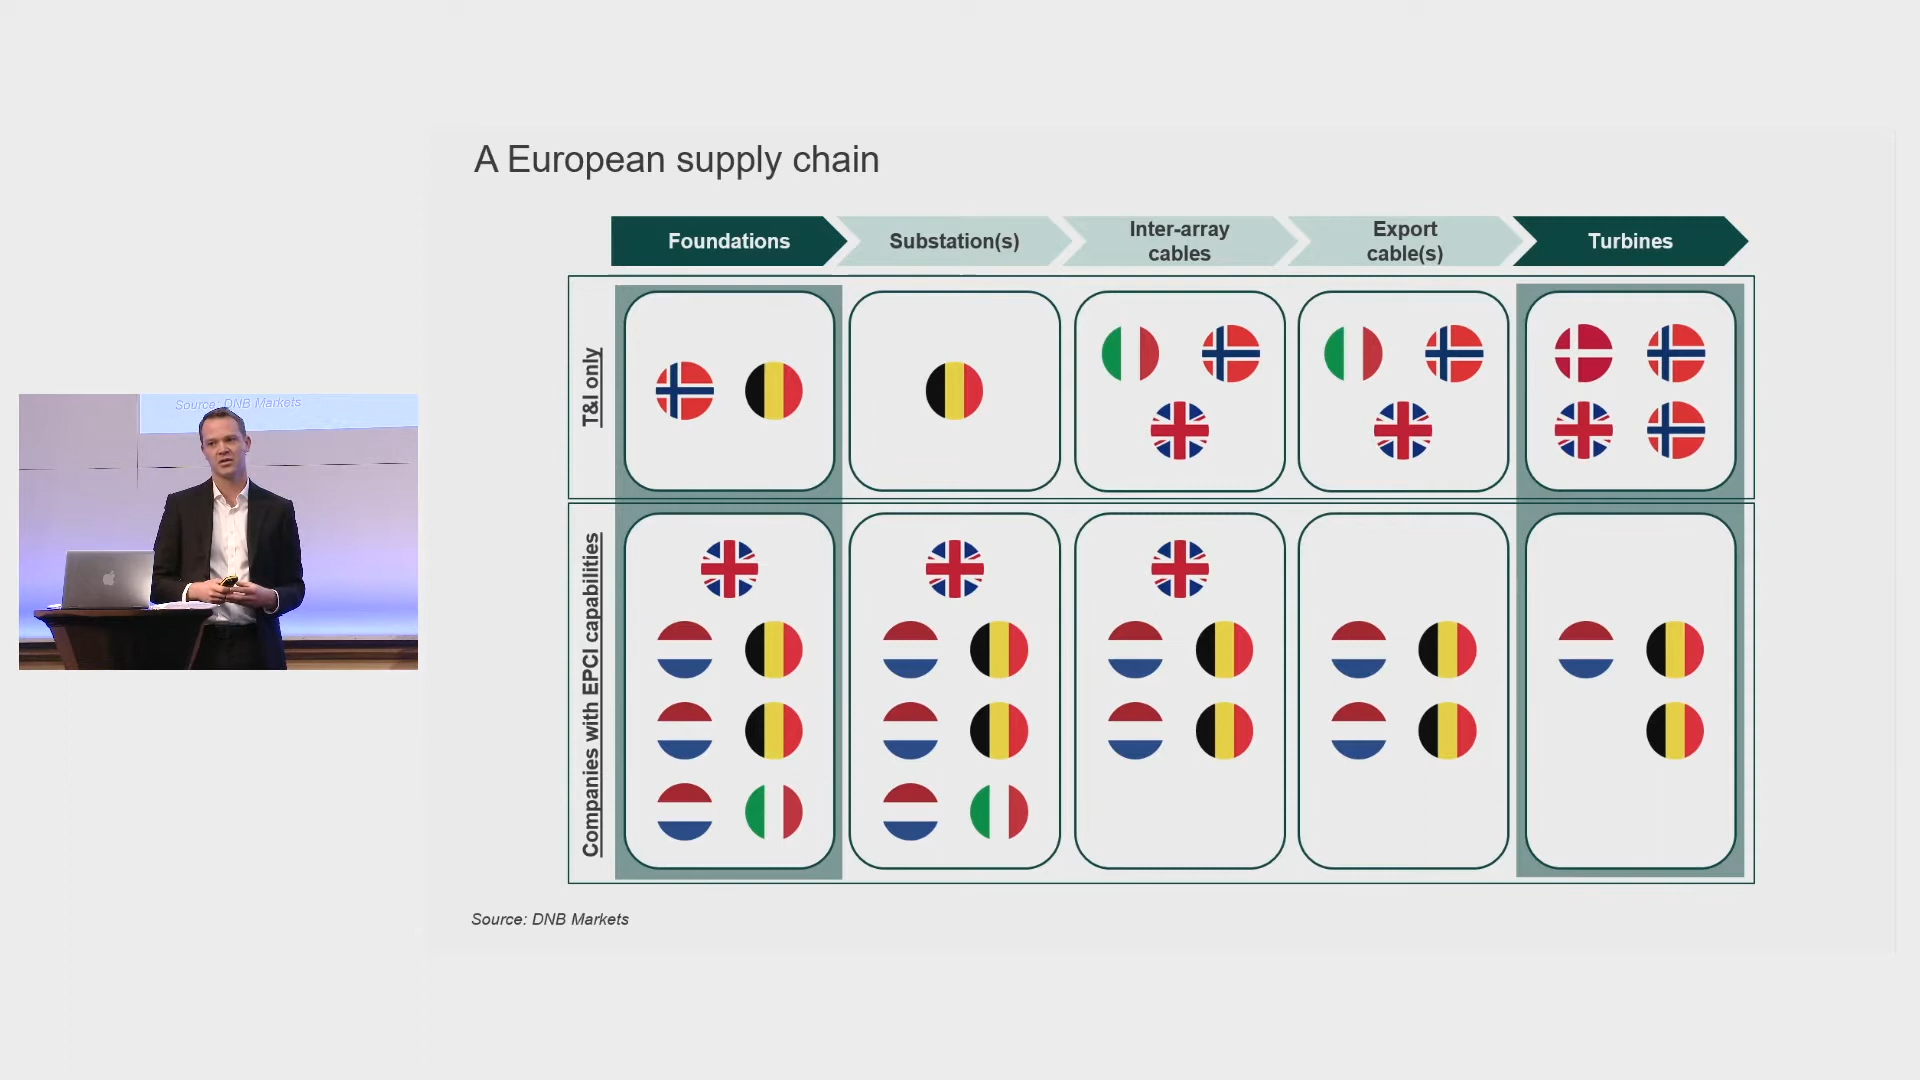 A European supply chain
Foundations
Substation(s)
Inter-array
cables
Export
cable(s)
Turbines
T&I only
Companies with EPCI capabilities
Source: DNB Markets
Source: DNB Markets